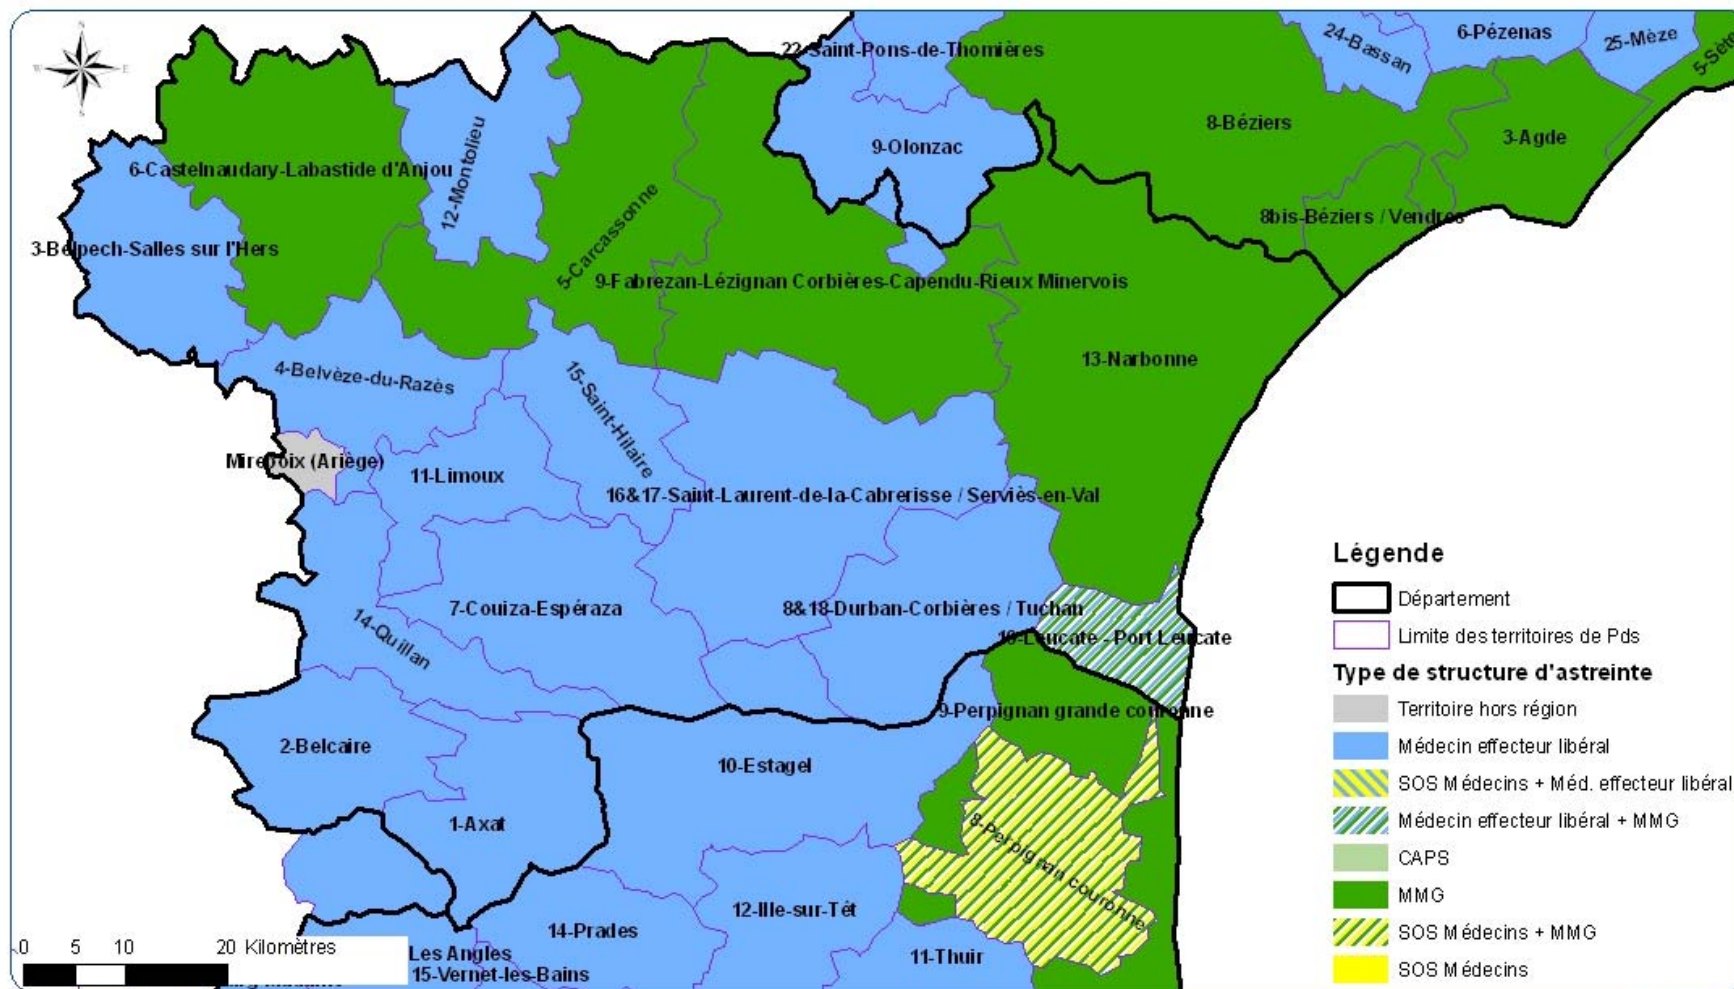 N
W
E
S
22-Saint-Pons-de-Thomières
24-Bassan
6-Pézenas
25-Mèze
5-Sète
8-Béziers
3-Agde
6-Castelnaudary-Labastide d'Anjou
12-Montolieu
9-Olonzac
8bis-Béziers / Vendres
3-Belpech-Salles sur l'Hers
5-Carcassonne
9-Fabrezan-Lézignan Corbières-Capendu-Rieux Minervois
13-Narbonne
4-Belvèze-du-Razès
15-Saint-Hilaire
Mirepoix (Ariège)
11-Limoux
16&17-Saint-Laurent-de-la-Cabrerisse / Serviès-en-Val
7-Couiza-Espéraza
8&18-Durban-Corbières / Tuchan
14-Quillan
10-Leucate - Port Leucate
9-Perpignan grande couronne
2-Belcaire
10-Estagel
1-Axat
8-Perpignan couronne
12-Ille-sur-Têt
14-Prades
Les Angles
15-Vernet-les-Bains
11-Thuir
0 5 10 20 Kilomètres
Légende
Département
Limite des territoires de Pds
Type de structure d'astreinte
Territoire hors région
Médecin effecteur libéral
SOS Médecins + Méd. effecteur libéral
Médecin effecteur libéral + MMG
CAPS
MMG
SOS Médecins + MMG
SOS Médecins